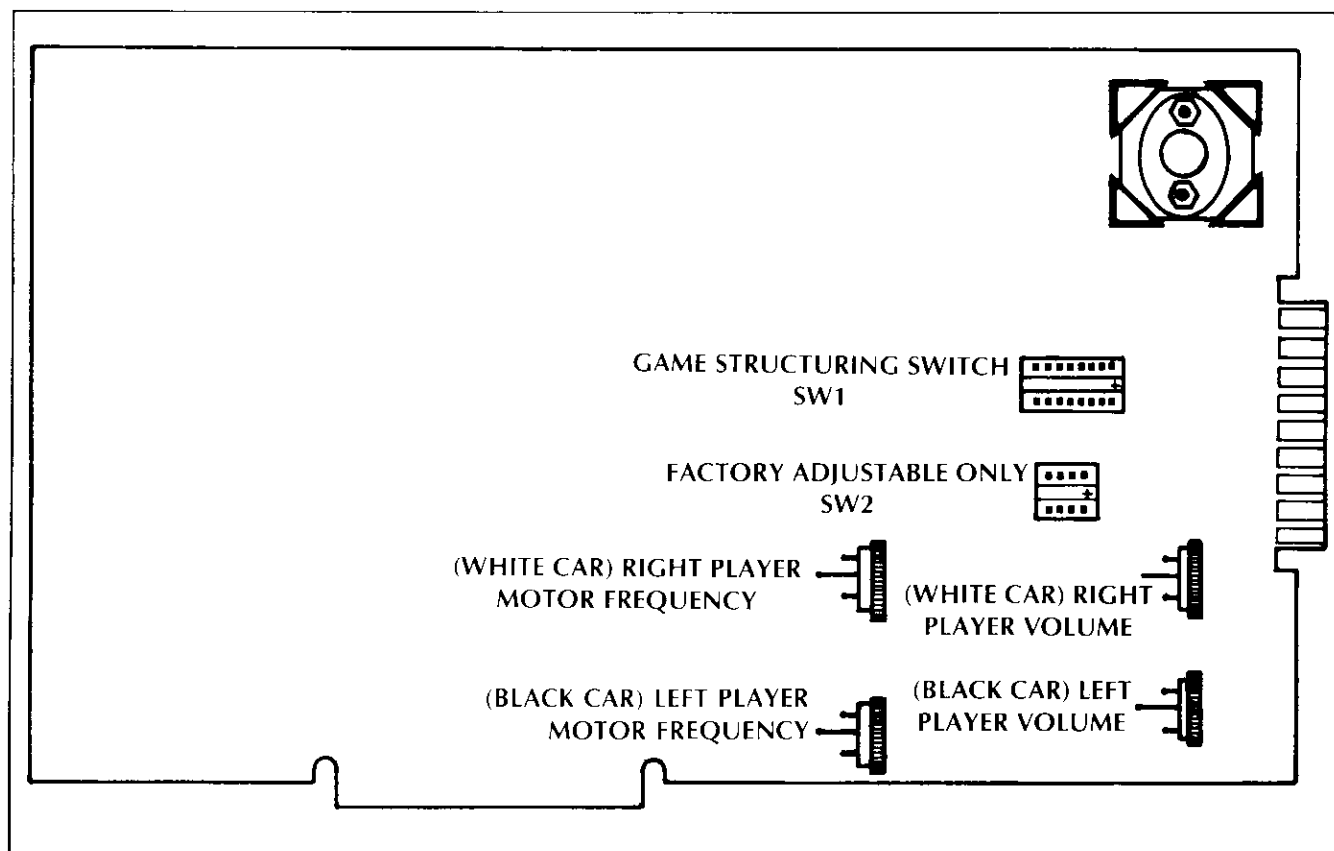 GAME STRUCTURING SWITCH
SW1
FACTORY ADJUSTABLE ONLY
SW2
(WHITE CAR) RIGHT PLAYER
MOTOR FREQUENCY
(WHITE CAR) RIGHT
PLAYER VOLUME
(BLACK CAR) LEFT PLAYER
MOTOR FREQUENCY
(BLACK CAR) LEFT
PLAYER VOLUME